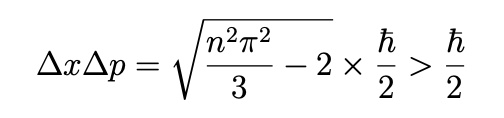 ΔxΔp = √(n²π²/3 − 2) × ħ/2 > ħ/2